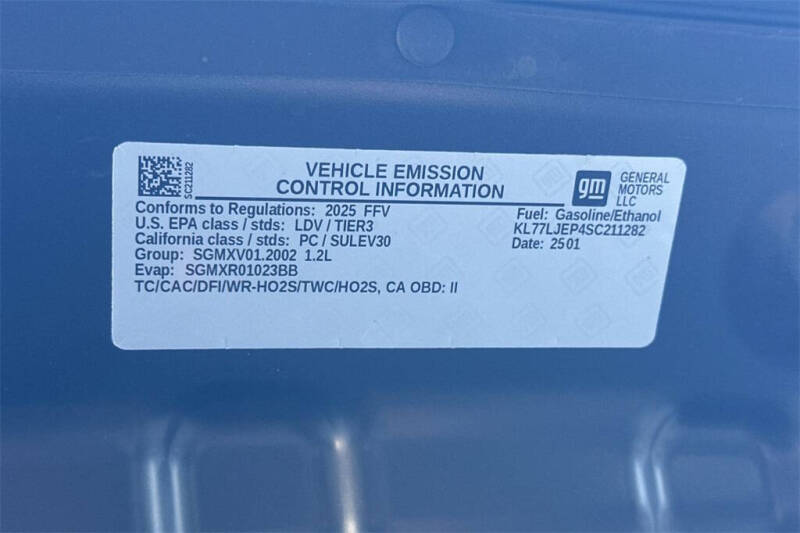 SC211282
VEHICLE EMISSION
CONTROL INFORMATION
gm
GENERAL
MOTORS
LLC
Conforms to Regulations: 2025 FFV
U.S. EPA class / stds: LDV / TIER3
California class / stds: PC / SULEV30
Group: SGMXV01.2002 1.2L
Evap: SGMXR01023BB
TC/CAC/DFI/WR-HO2S/TWC/HO2S, CA OBD: II
Fuel: Gasoline/Ethanol
KL77LJEP4SC211282
Date: 2501